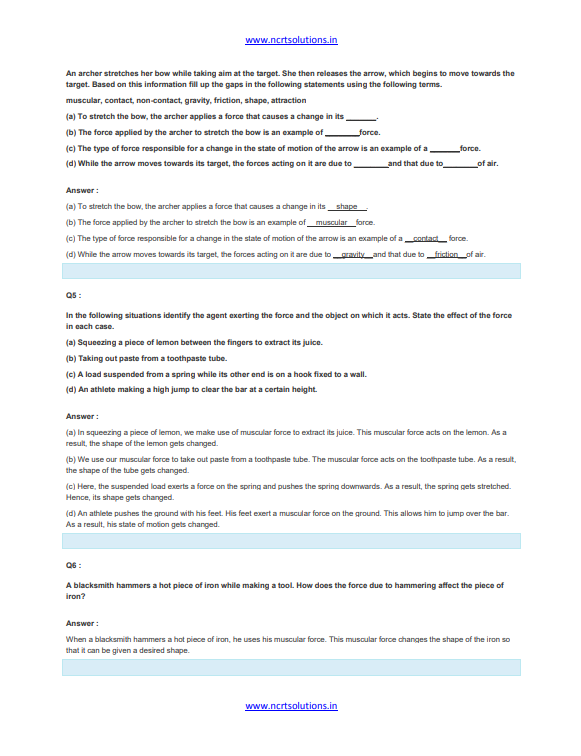 www.ncrtsolutions.in
An archer stretches her bow while taking aim at the target. She then releases the arrow, which begins to move towards the
target. Based on this information fill up the gaps in the following statements using the following terms.
muscular, contact, non-contact, gravity, friction, shape, attraction
(a) To stretch the bow, the archer applies a force that causes a change in its _______.
(b) The force applied by the archer to stretch the bow is an example of ________force.
(c) The type of force responsible for a change in the state of motion of the arrow is an example of a _______force.
(d) While the arrow moves towards its target, the forces acting on it are due to ________and that due to________of air.
Answer :
(a) To stretch the bow, the archer applies a force that causes a change in its __shape__.
(b) The force applied by the archer to stretch the bow is an example of __muscular__force.
(c) The type of force responsible for a change in the state of motion of the arrow is an example of a __contact__ force.
(d) While the arrow moves towards its target, the forces acting on it are due to __gravity__and that due to __friction__of air.
Q5 :
In the following situations identify the agent exerting the force and the object on which it acts. State the effect of the force
in each case.
(a) Squeezing a piece of lemon between the fingers to extract its juice.
(b) Taking out paste from a toothpaste tube.
(c) A load suspended from a spring while its other end is on a hook fixed to a wall.
(d) An athlete making a high jump to clear the bar at a certain height.
Answer :
(a) In squeezing a piece of lemon, we make use of muscular force to extract its juice. This muscular force acts on the lemon. As a
result, the shape of the lemon gets changed.
(b) We use our muscular force to take out paste from a toothpaste tube. The muscular force acts on the toothpaste tube. As a result,
the shape of the tube gets changed.
(c) Here, the suspended load exerts a force on the spring and pushes the spring downwards. As a result, the spring gets stretched.
Hence, its shape gets changed.
(d) An athlete pushes the ground with his feet. His feet exert a muscular force on the ground. This allows him to jump over the bar.
As a result, his state of motion gets changed.
Q6 :
A blacksmith hammers a hot piece of iron while making a tool. How does the force due to hammering affect the piece of
iron?
Answer :
When a blacksmith hammers a hot piece of iron, he uses his muscular force. This muscular force changes the shape of the iron so
that it can be given a desired shape.
www.ncrtsolutions.in